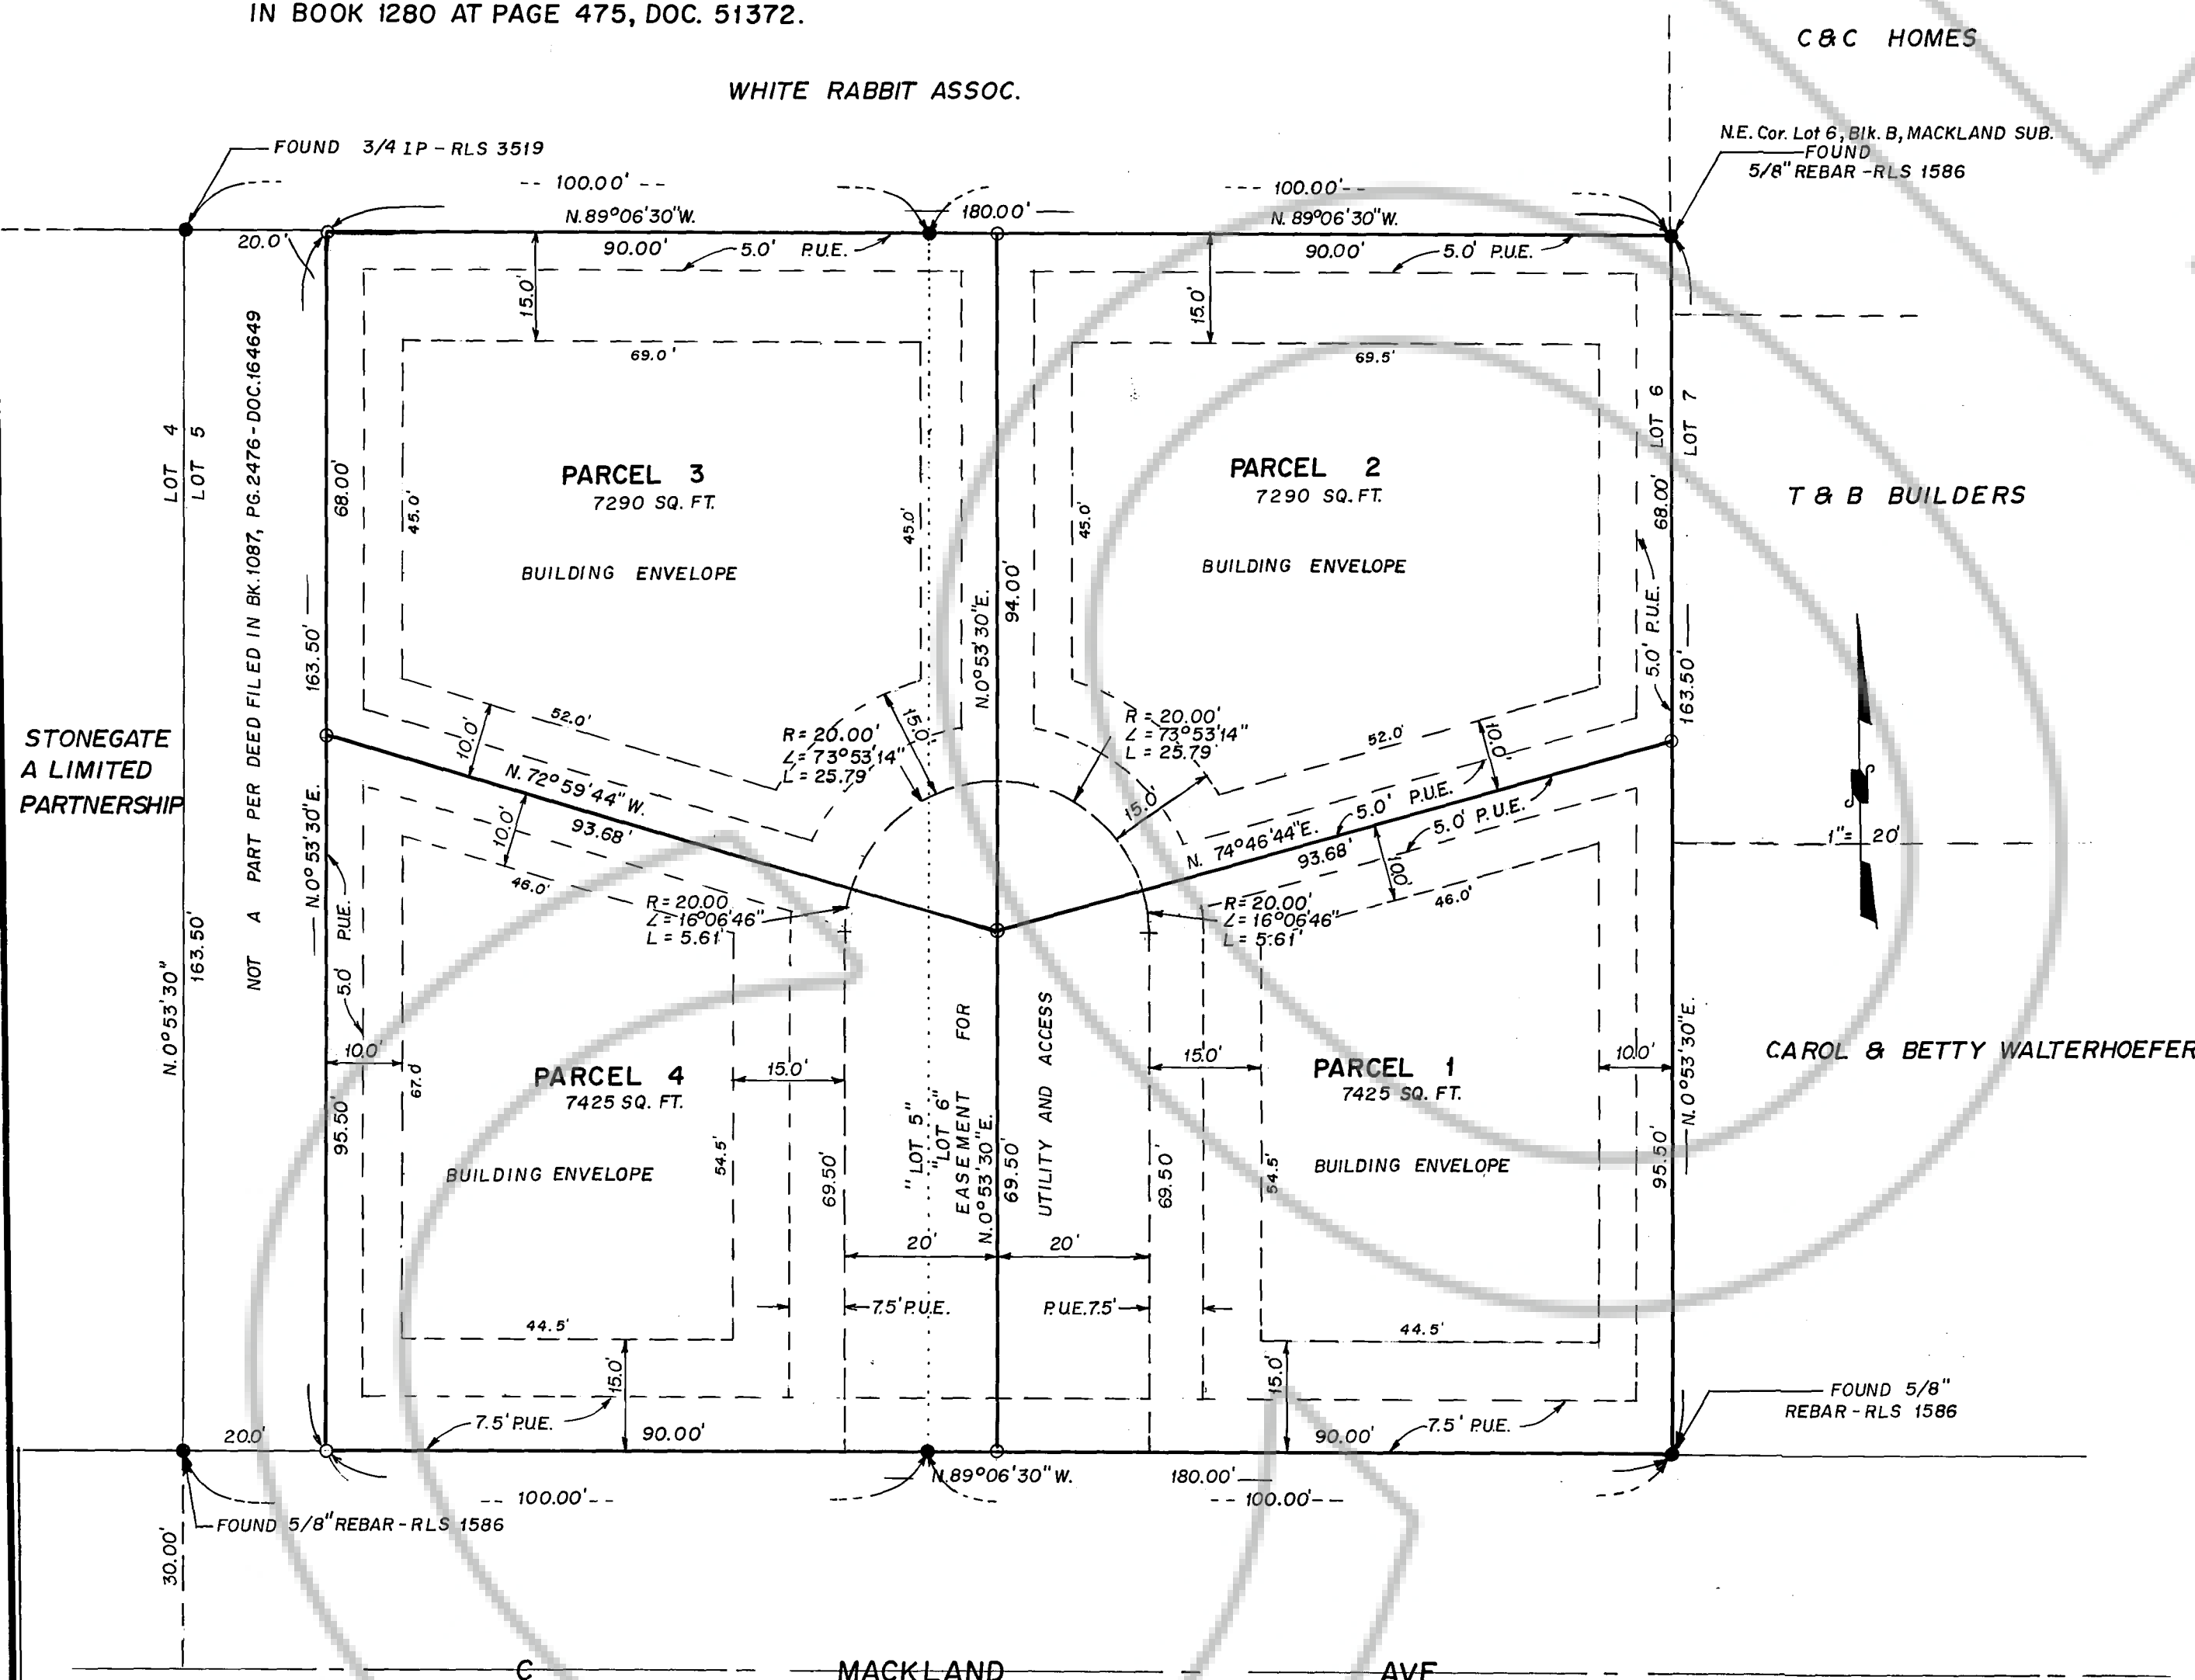 IN BOOK 1280 AT PAGE 475, DOC. 51372.
C & C HOMES
WHITE RABBIT ASSOC.
N.E. Cor. Lot 6, Blk. B, MACKLAND SUB.
FOUND
5/8" REBAR - RLS 1586
FOUND 3/4 IP - RLS 3519
-- 100.00' --
--- 100.00' --
N. 89°06'30" W.
180.00'
N. 89°06'30" W.
20.0'
90.00'
5.0' P.U.E.
90.00'
5.0' P.U.E.
15.0'
15.0'
69.0'
69.5'
LOT 4
LOT 5
NOT A PART PER DEED FILED IN BK.1087, PG.2476-DOC.164649
68.00'
45.0'
PARCEL 3
7290 SQ. FT.
BUILDING ENVELOPE
45.0'
45.0'
PARCEL 2
7290 SQ. FT.
BUILDING ENVELOPE
LOT 6
LOT 7
68.00'
T & B BUILDERS
N.0°53'30"E.
94.00'
5.0' P.U.E.
163.50'
163.50'
STONEGATE
A LIMITED
PARTNERSHIP
52.0'
10.0'
R = 20.00'
∠= 73°53'14"
L = 25.79'
15.0'
R = 20.00'
∠= 73°53'14"
L = 25.79'
15.0'
52.0'
10.0'
N. 72°59'44" W.
93.68'
10.0'
46.0'
N. 74°46'44"E.
93.68'
5.0' P.U.E.
5.0' P.U.E.
10.0'
46.0'
1"= 20'
R = 20.00
∠= 16°06'46"
L = 5.61'
R = 20.00'
∠= 16°06'46"
L = 5.61'
N.0°53'30"E.
5.0' P.U.E.
N.0°53'30"
163.50'
10.0'
67.0'
95.50'
PARCEL 4
7425 SQ. FT.
BUILDING ENVELOPE
15.0'
54.5'
69.50'
"LOT 5"
"LOT 6"
EASEMENT FOR
N.0°53'30"E.
69.50'
UTILITY AND ACCESS
69.50'
15.0'
54.5'
PARCEL 1
7425 SQ. FT.
BUILDING ENVELOPE
10.0'
95.50'
N.0°53'30"E.
CAROL & BETTY WALTERHOEFER
20'
20'
7.5' P.U.E.
P.U.E. 7.5'
44.5'
44.5'
15.0'
15.0'
7.5' P.U.E.
90.00'
90.00'
7.5' P.U.E.
FOUND 5/8"
REBAR - RLS 1586
20.0'
N.89°06'30" W.
180.00'
-- 100.00' --
-- 100.00' --
FOUND 5/8" REBAR - RLS 1586
30.00'
C MACKLAND AVE